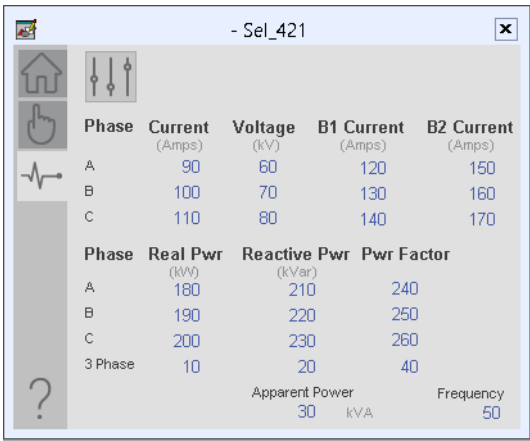 - Sel_421
Phase Current Voltage B1 Current B2 Current
(Amps) (kV) (Amps) (Amps)
A 90 60 120 150
B 100 70 130 160
C 110 80 140 170
Phase Real Pwr Reactive Pwr Pwr Factor
(kW) (kVar)
A 180 210 240
B 190 220 250
C 200 230 260
3 Phase 10 20 40
Apparent Power Frequency
30 kVA 50
?